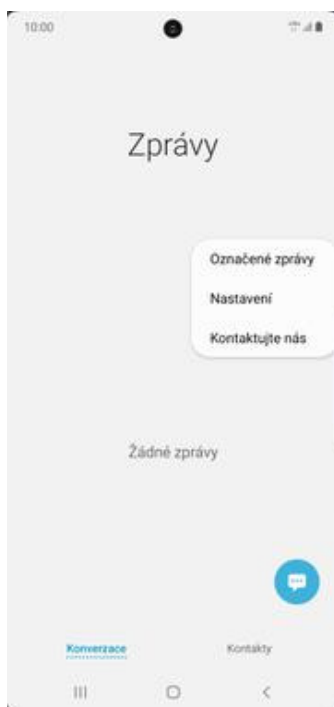 10:00
Zprávy
Označené zprávy
Nastavení
Kontaktujte nás
Žádné zprávy
Konverzace
Kontakty